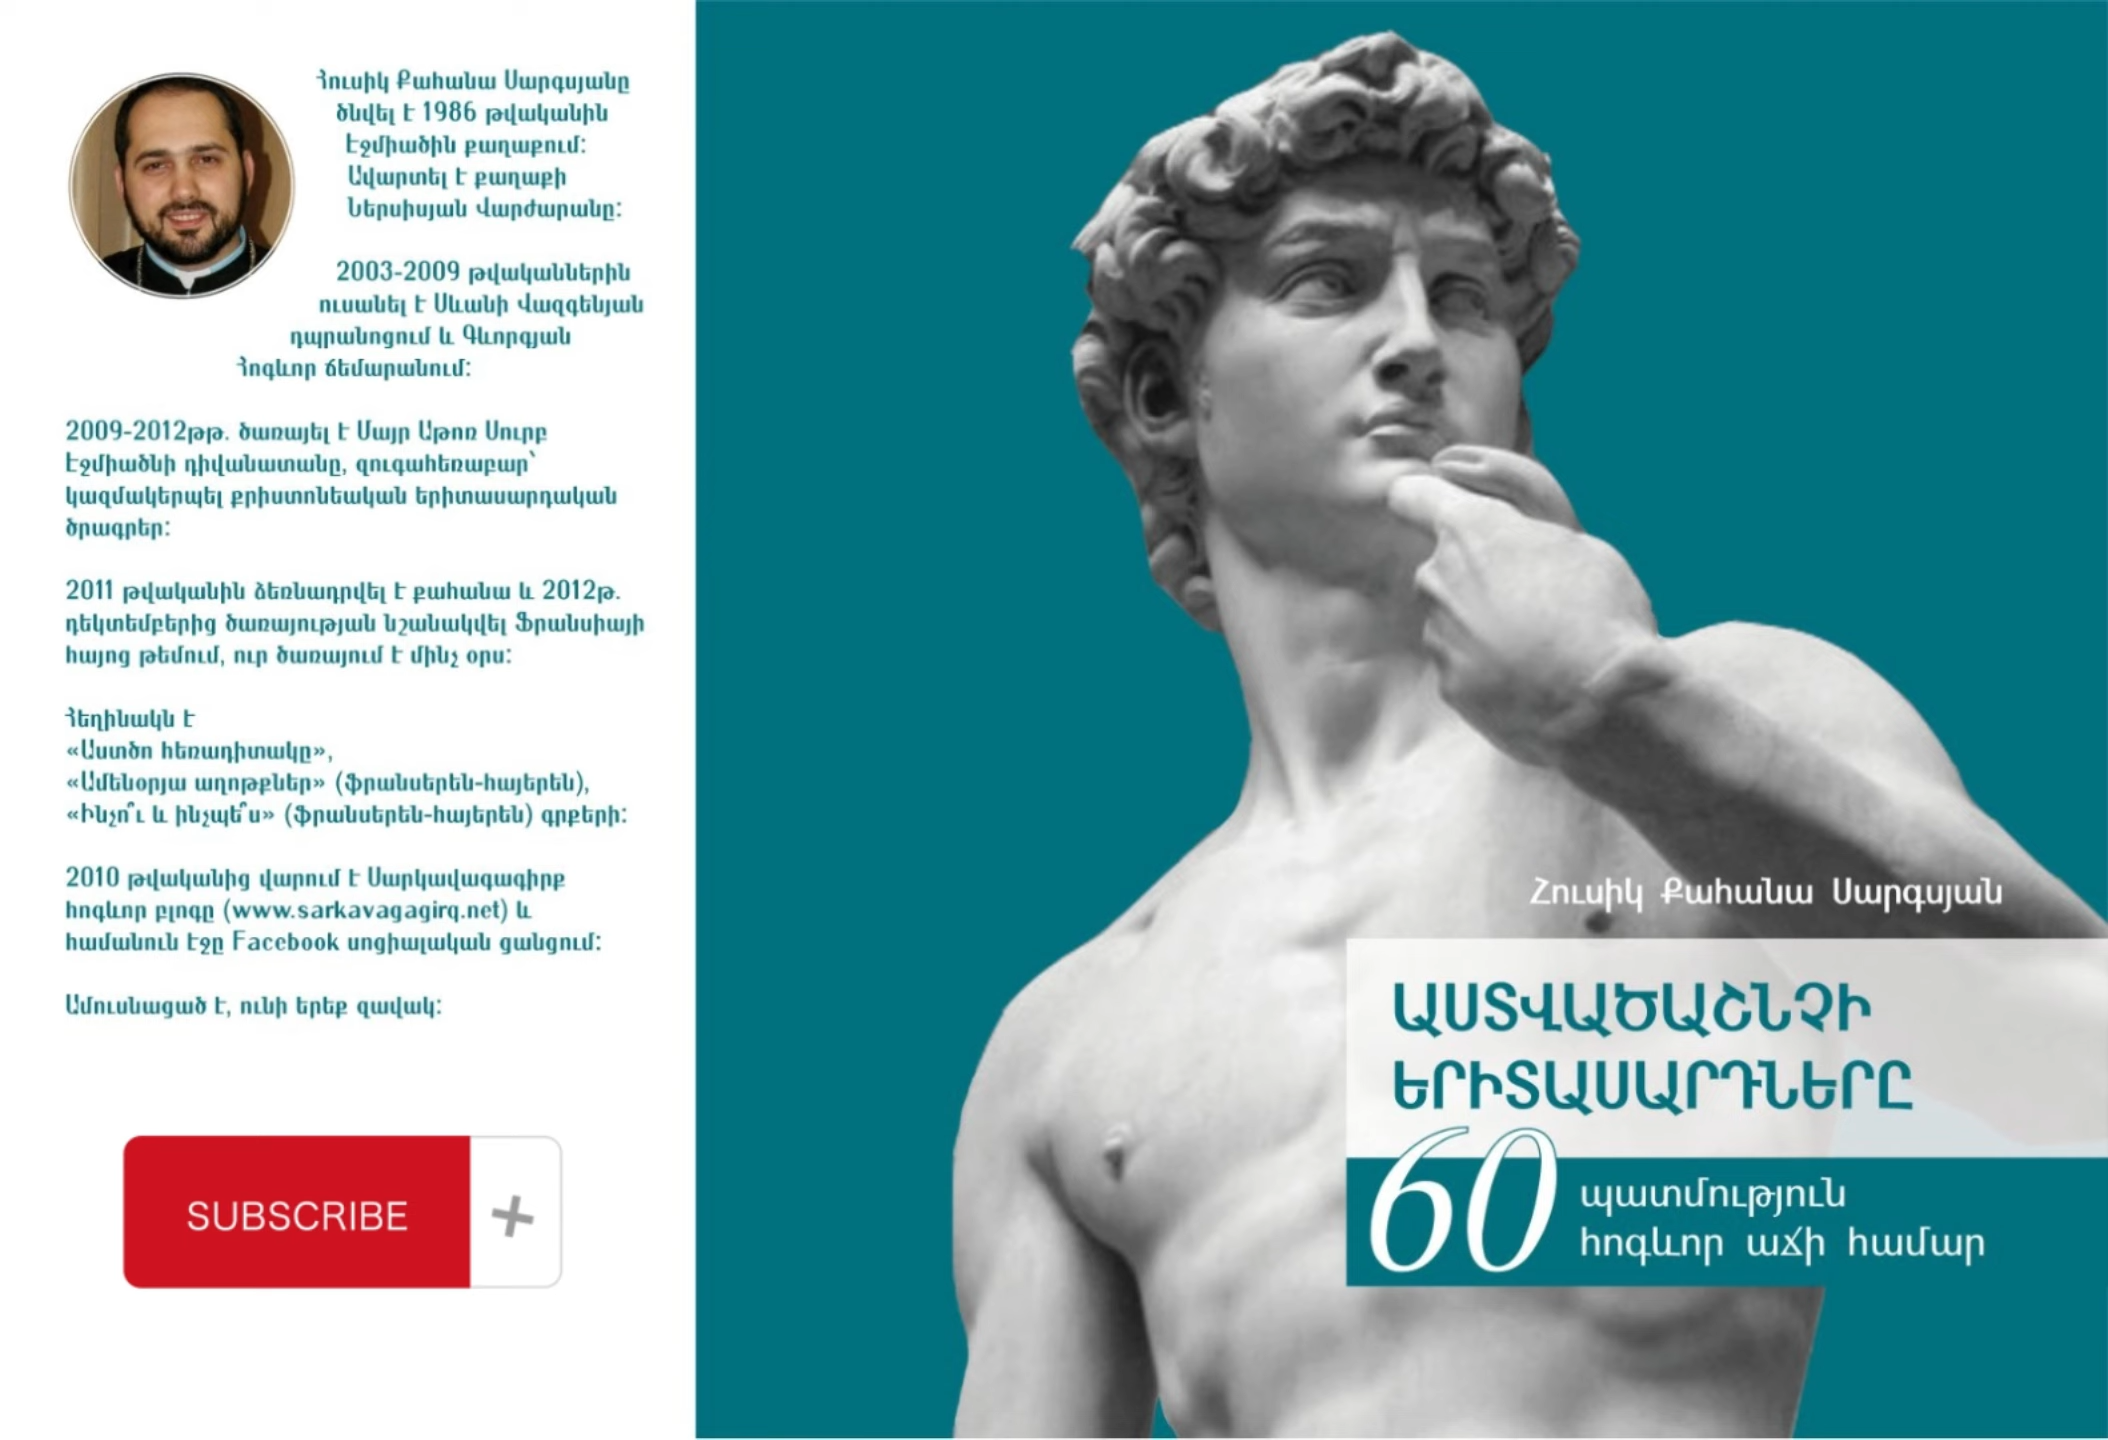 Հուսիկ Քահանա Սարգսյանը
ծնվել է 1986 թվականին
Էջմիածին քաղաքում:
Ավարտել է քաղաքի
Ներսիսյան Վարժարանը:
2003-2009 թվականներին
ուսանել է Սևանի Վազգենյան
դպրանոցում և Գևորգյան
Հոգևոր ճեմարանում:
2009-2012թթ. ծառայել է Մայր Աթոռ Սուրբ
Էջմիածնի դիվանատանը, զուգահեռաբար՝
կազմակերպել քրիստոնեական երիտասարդական
ծրագրեր:
2011 թվականին ձեռնադրվել է քահանա և 2012թ.
դեկտեմբերից ծառայության նշանակվել Ֆրանսիայի
հայոց թեմում, ուր ծառայում է մինչ օրս:
Հեղինակն է
«Աստծո հեռադիտակը»,
«Ամենօրյա աղոթքներ» (ֆրանսերեն-հայերեն),
«Ինչո՞ւ և ինչպե՞ս» (ֆրանսերեն-հայերեն) գրքերի:
2010 թվականից վարում է Սարկավագագիրք
հոգևոր բլոգը (www.sarkavagagirq.net) և
համանուն էջը Facebook սոցիալական ցանցում:
Ամուսնացած է, ունի երեք զավակ:
SUBSCRIBE +
Հուսիկ Քահանա Սարգսյան
ԱՍՏՎԱԾԱՇՆՉԻ
ԵՐԻՏԱՍԱՐԴՆԵՐԸ
60 պատմություն
հոգևոր աճի համար